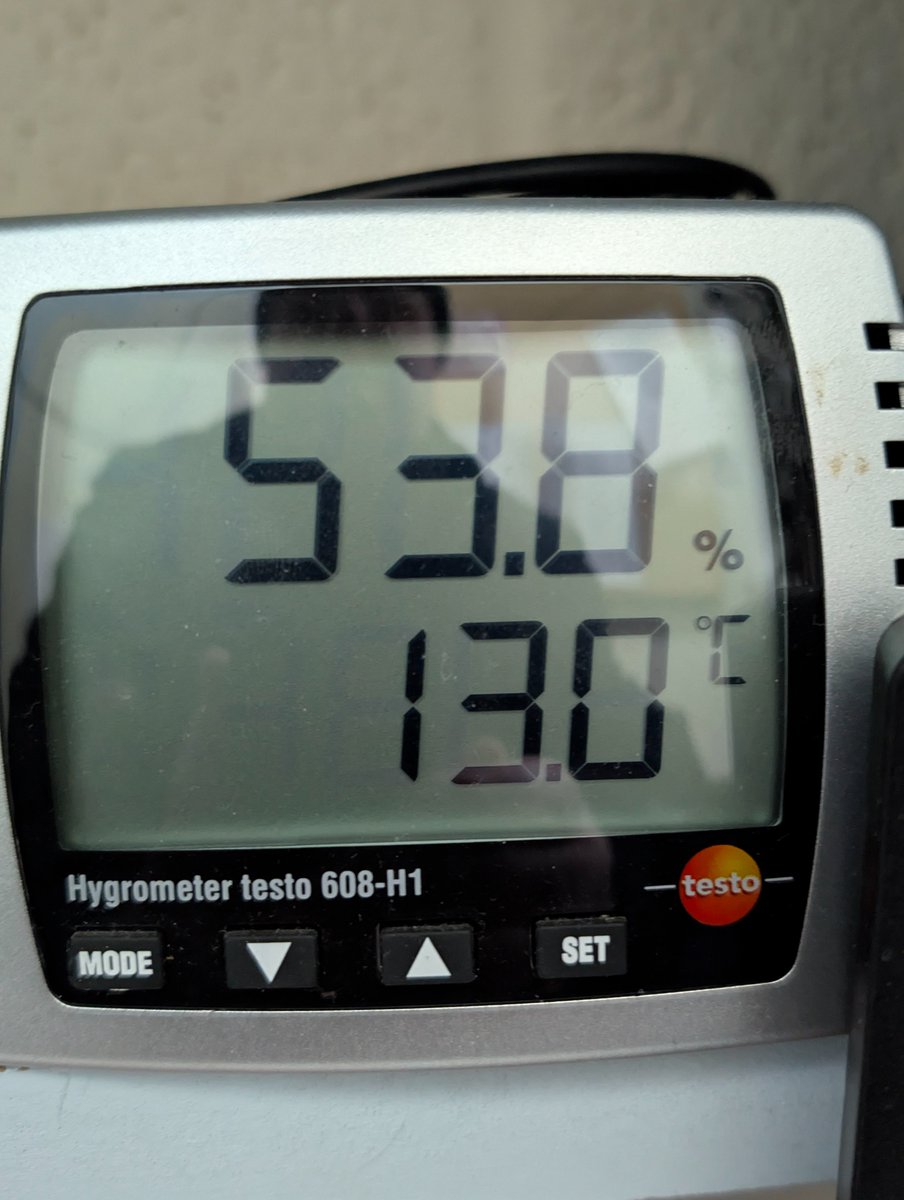 53.8 %
13.0 °C
Hygrometer testo 608-H1
testo
MODE ▼ ▲ SET